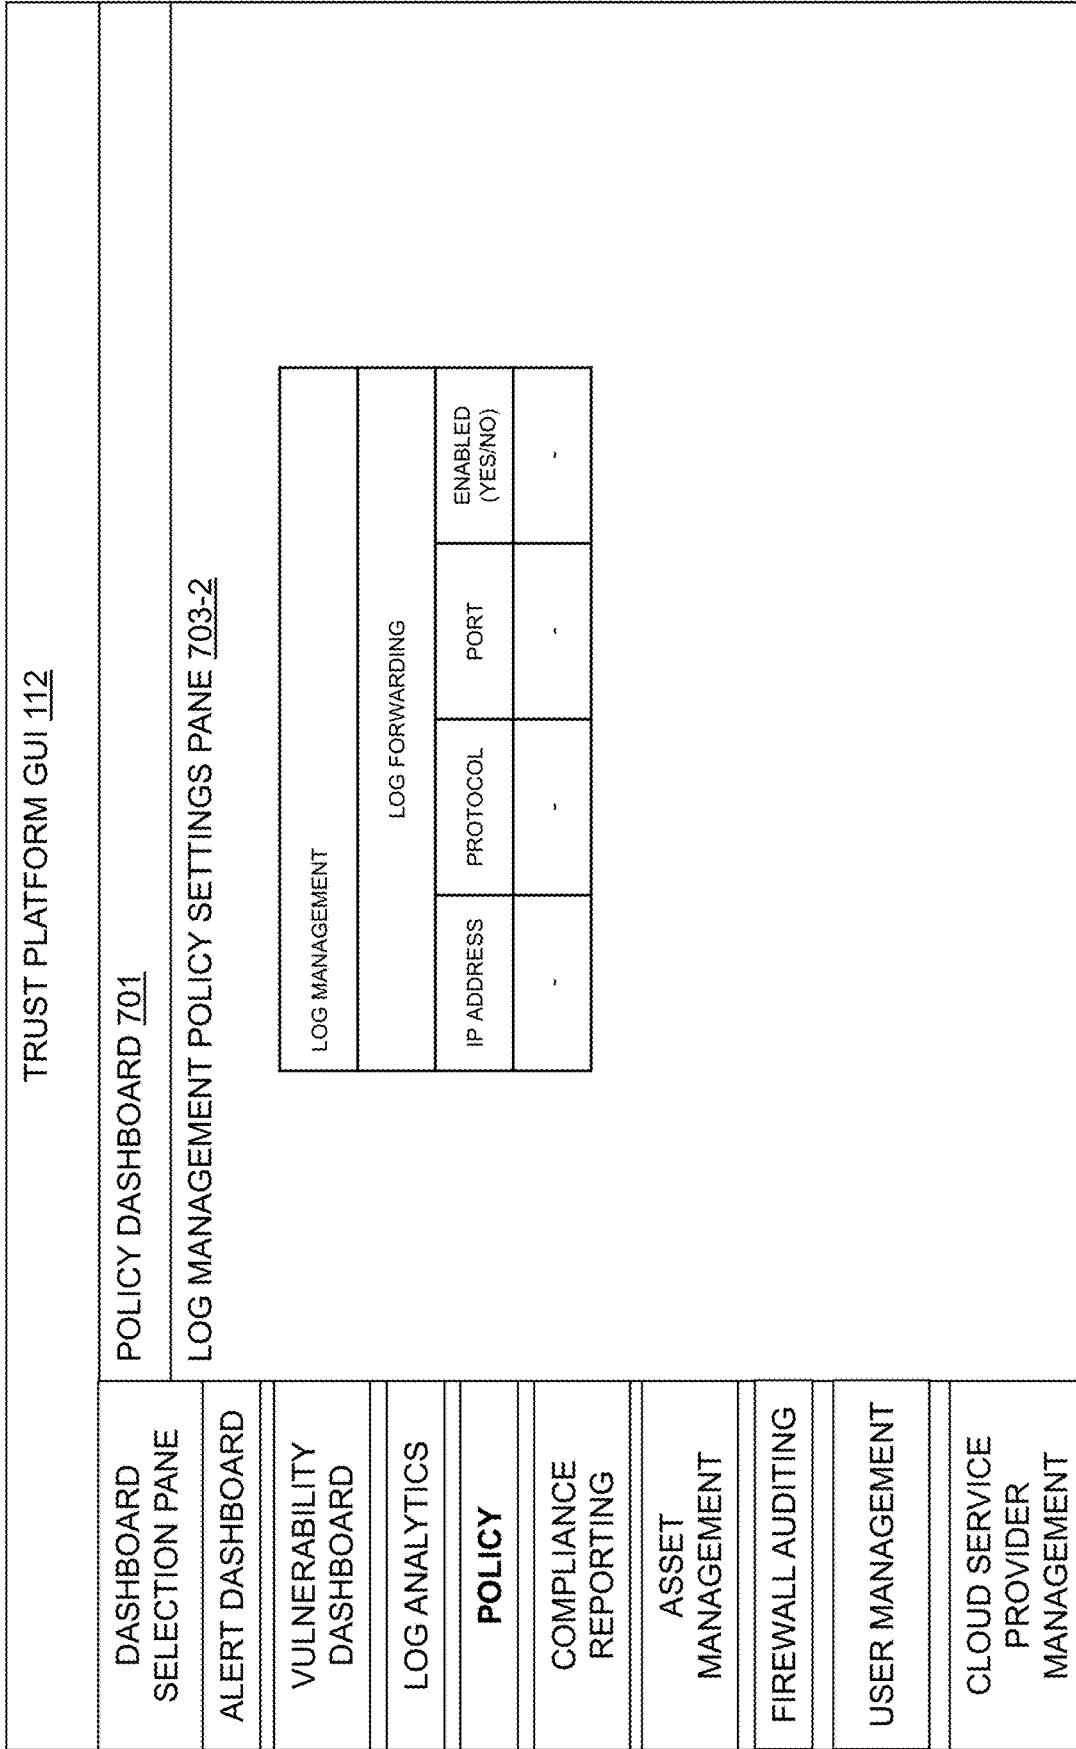 TRUST PLATFORM GUI 112
DASHBOARD
SELECTION PANE
ALERT DASHBOARD
VULNERABILITY
DASHBOARD
LOG ANALYTICS
POLICY
COMPLIANCE
REPORTING
ASSET
MANAGEMENT
FIREWALL AUDITING
USER MANAGEMENT
CLOUD SERVICE
PROVIDER
MANAGEMENT
POLICY DASHBOARD 701
LOG MANAGEMENT POLICY SETTINGS PANE 703-2
LOG MANAGEMENT
LOG FORWARDING
IP ADDRESS PROTOCOL PORT ENABLED
(YES/NO)
- - - -